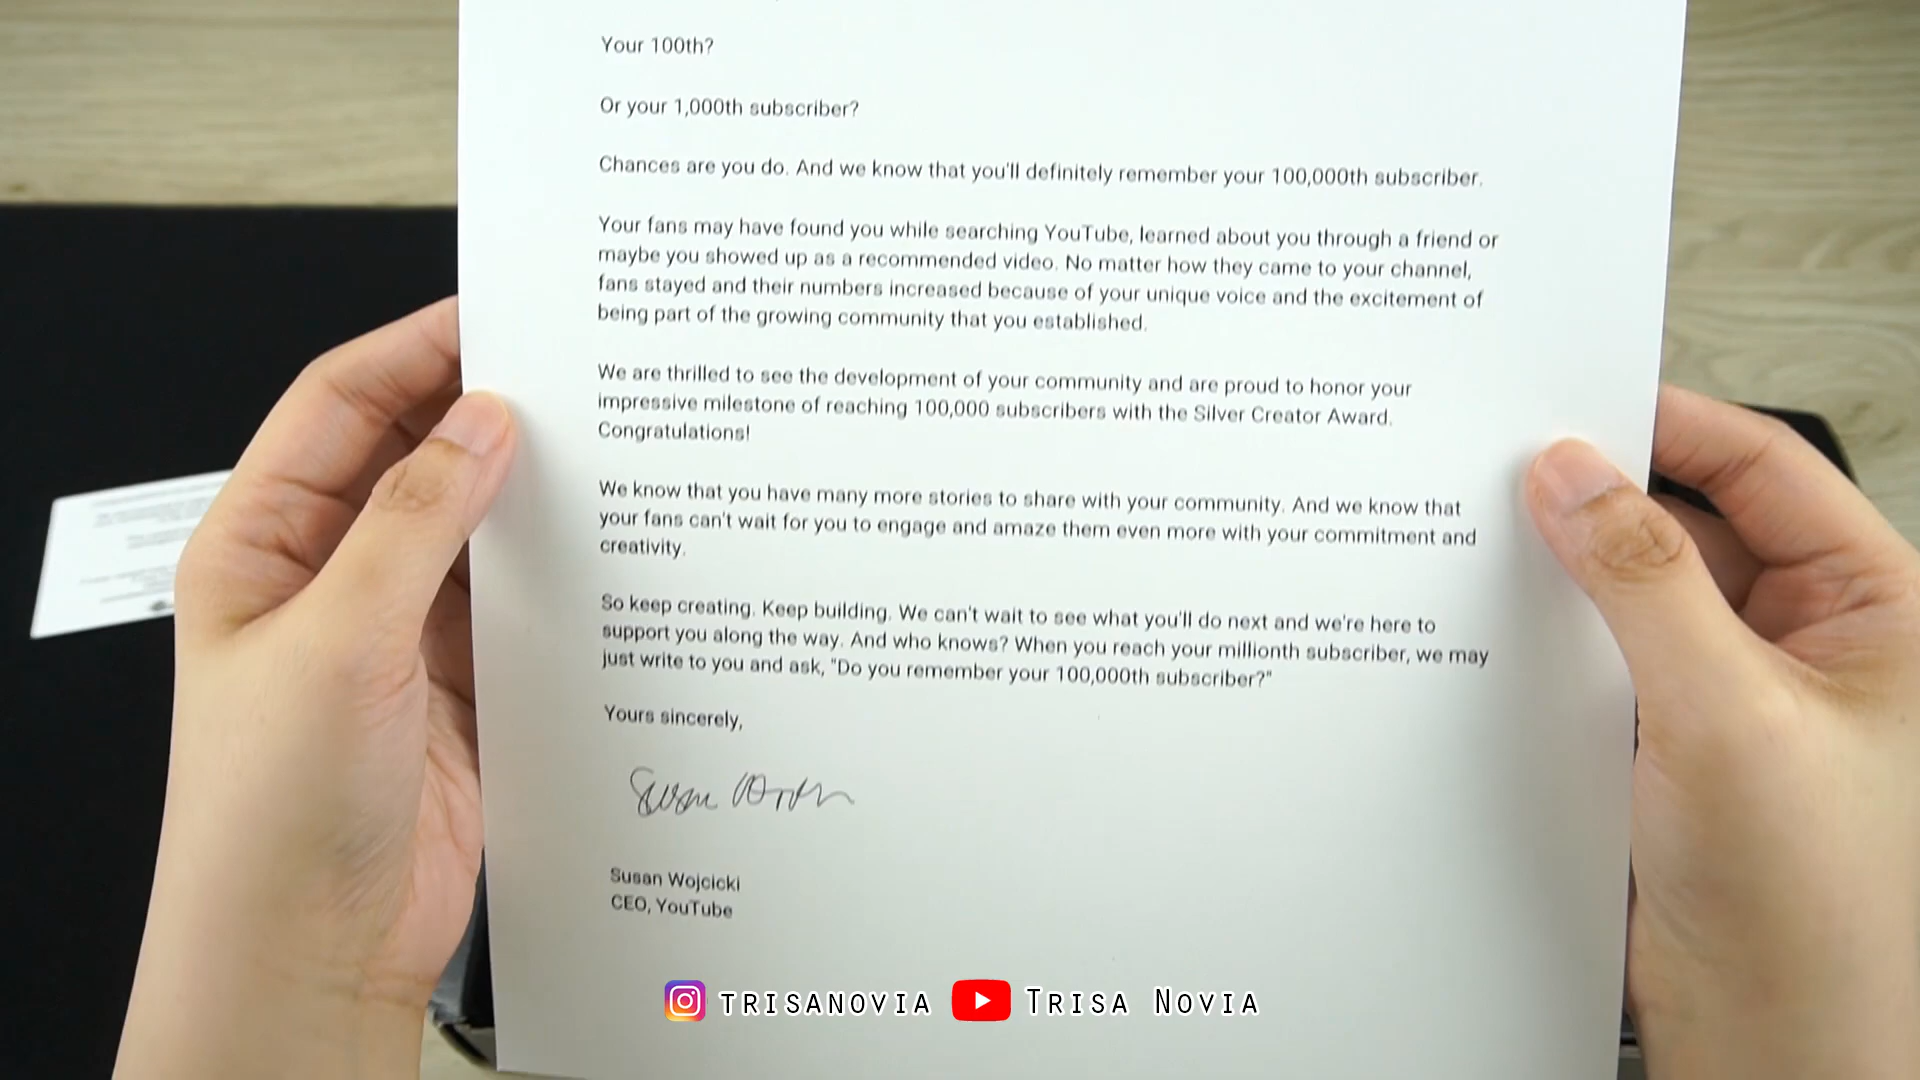 Your 100th?
Or your 1,000th subscriber?
Chances are you do. And we know that you'll definitely remember your 100,000th subscriber.
Your fans may have found you while searching YouTube, learned about you through a friend or
maybe you showed up as a recommended video. No matter how they came to your channel,
fans stayed and their numbers increased because of your unique voice and the excitement of
being part of the growing community that you established.
We are thrilled to see the development of your community and are proud to honor your
impressive milestone of reaching 100,000 subscribers with the Silver Creator Award.
Congratulations!
We know that you have many more stories to share with your community. And we know that
your fans can't wait for you to engage and amaze them even more with your commitment and
creativity.
So keep creating. Keep building. We can't wait to see what you'll do next and we're here to
support you along the way. And who knows? When you reach your millionth subscriber, we may
just write to you and ask, "Do you remember your 100,000th subscriber?"
Yours sincerely,
Susan Wojcicki
CEO, YouTube
TRISANOVIA TRISA NOVIA